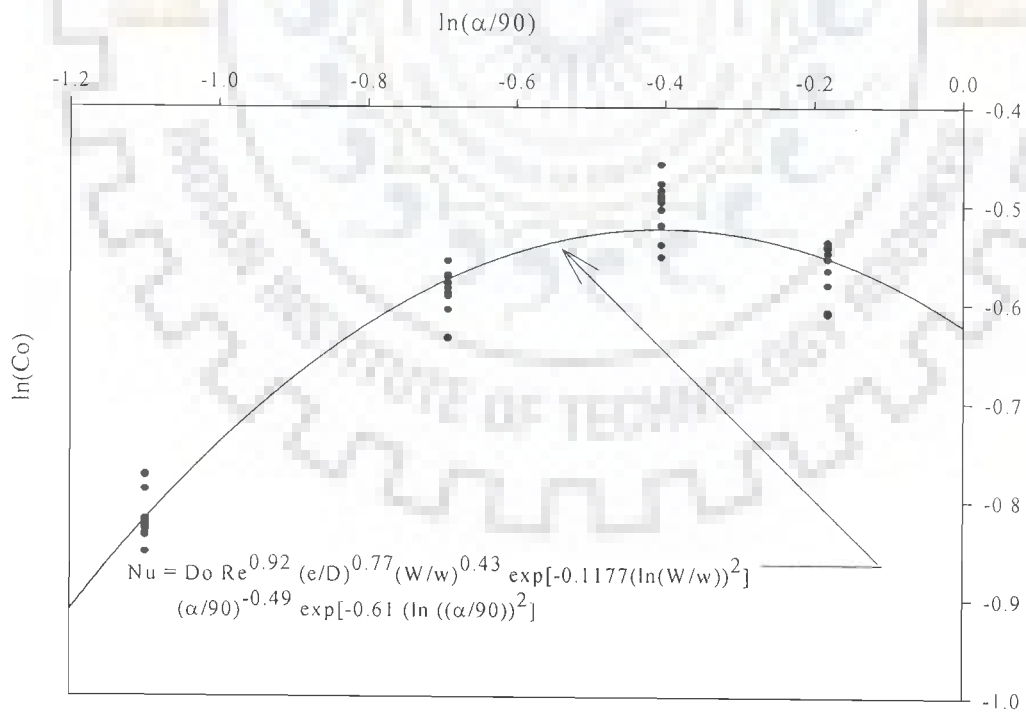 ln(α/90)
-1.2 -1.0 -0.8 -0.6 -0.4 -0.2 0.0
-0.4
-0.5
-0.6
-0.7
-0.8
-0.9
-1.0
ln(Co)
Nu = Do Re^0.92 (e/D)^0.77 (W/w)^0.43 exp[-0.1177(ln(W/w))^2]
(α/90)^-0.49 exp[-0.61 (ln ((α/90))^2]
OF TECHNOLOGY